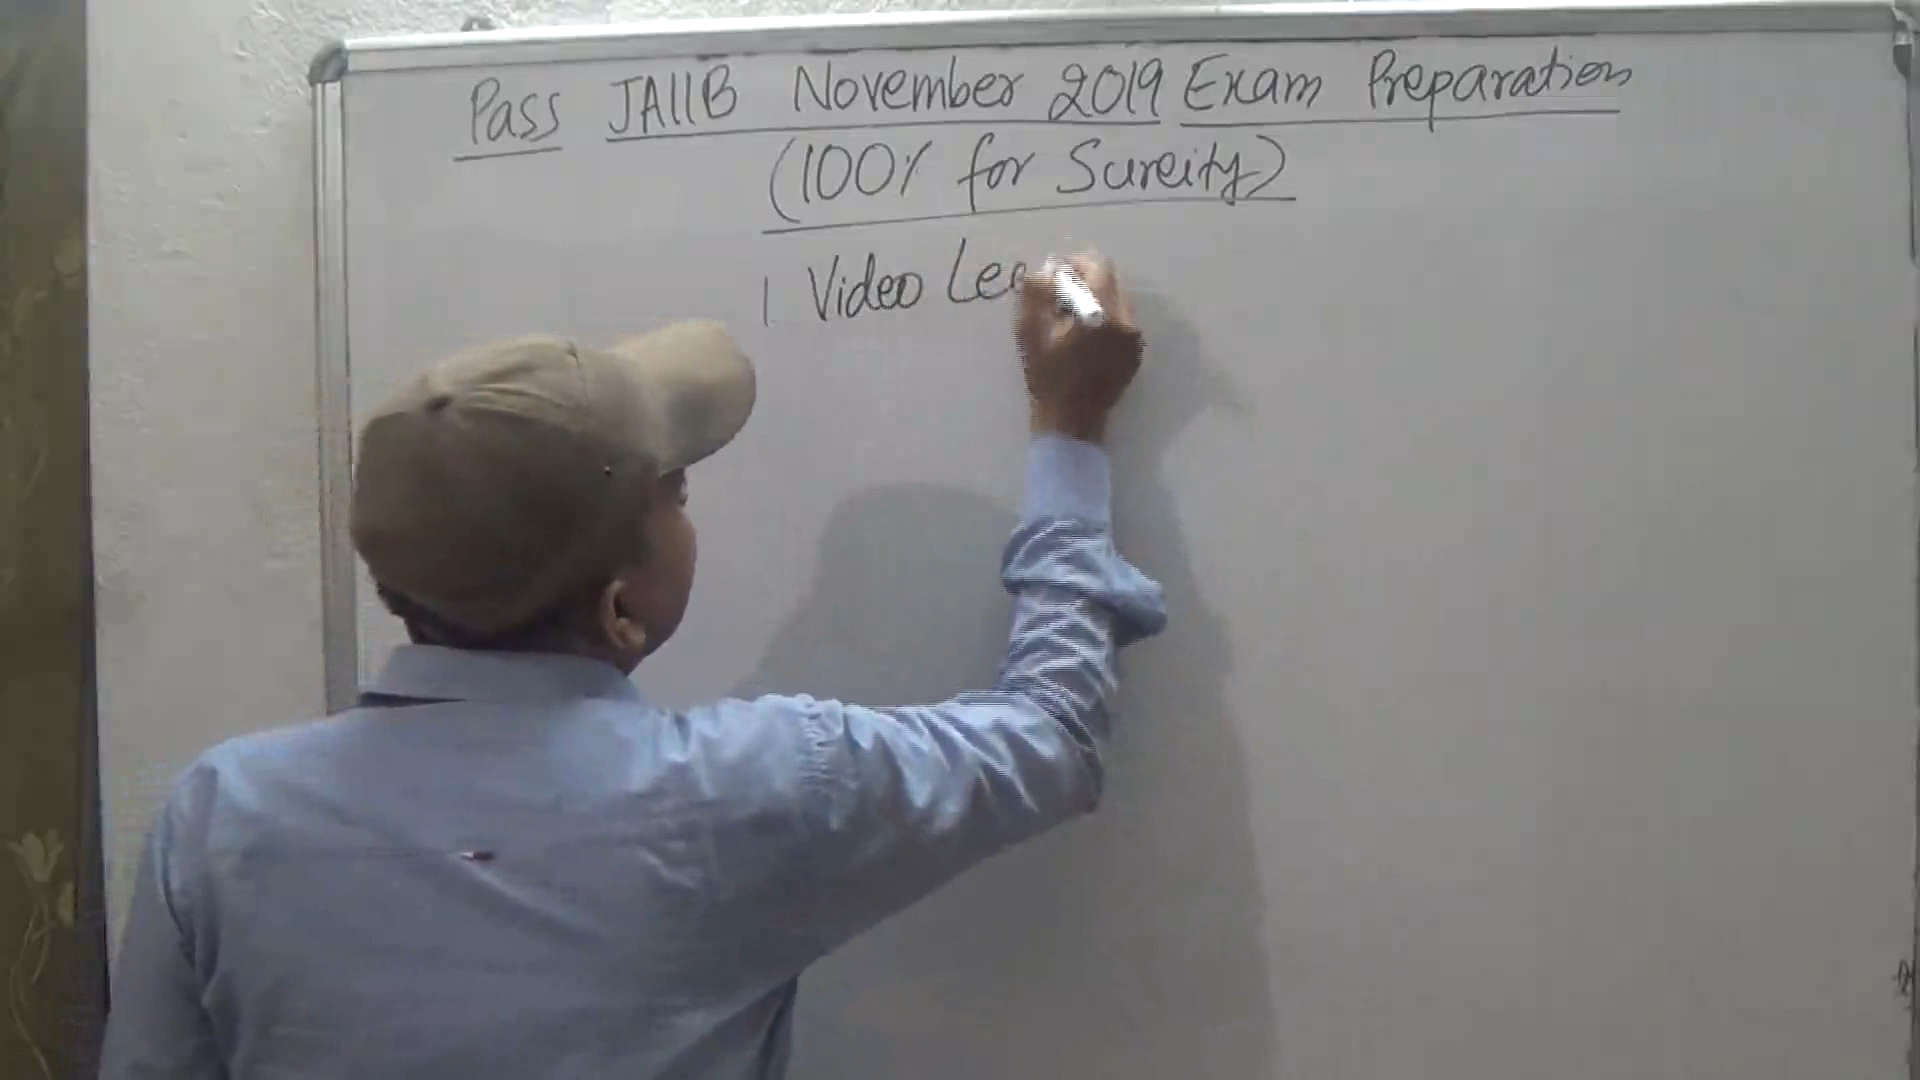 Pass JAIIB November 2019 Exam Preparation
(100% for Sureity)
1. Video